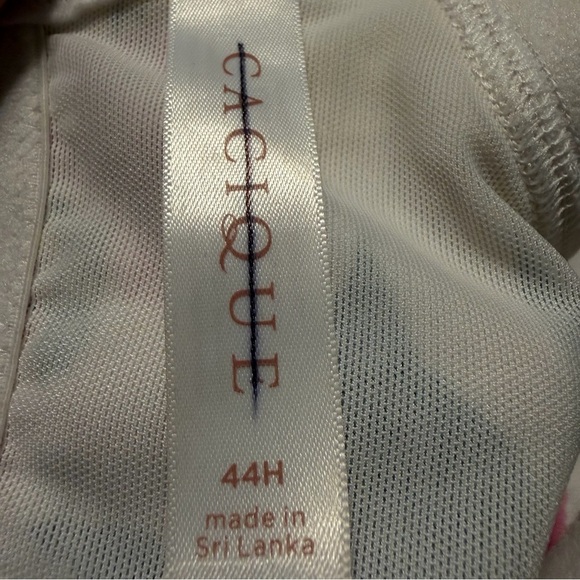 CACIQUE
44H
made in
Sri Lanka